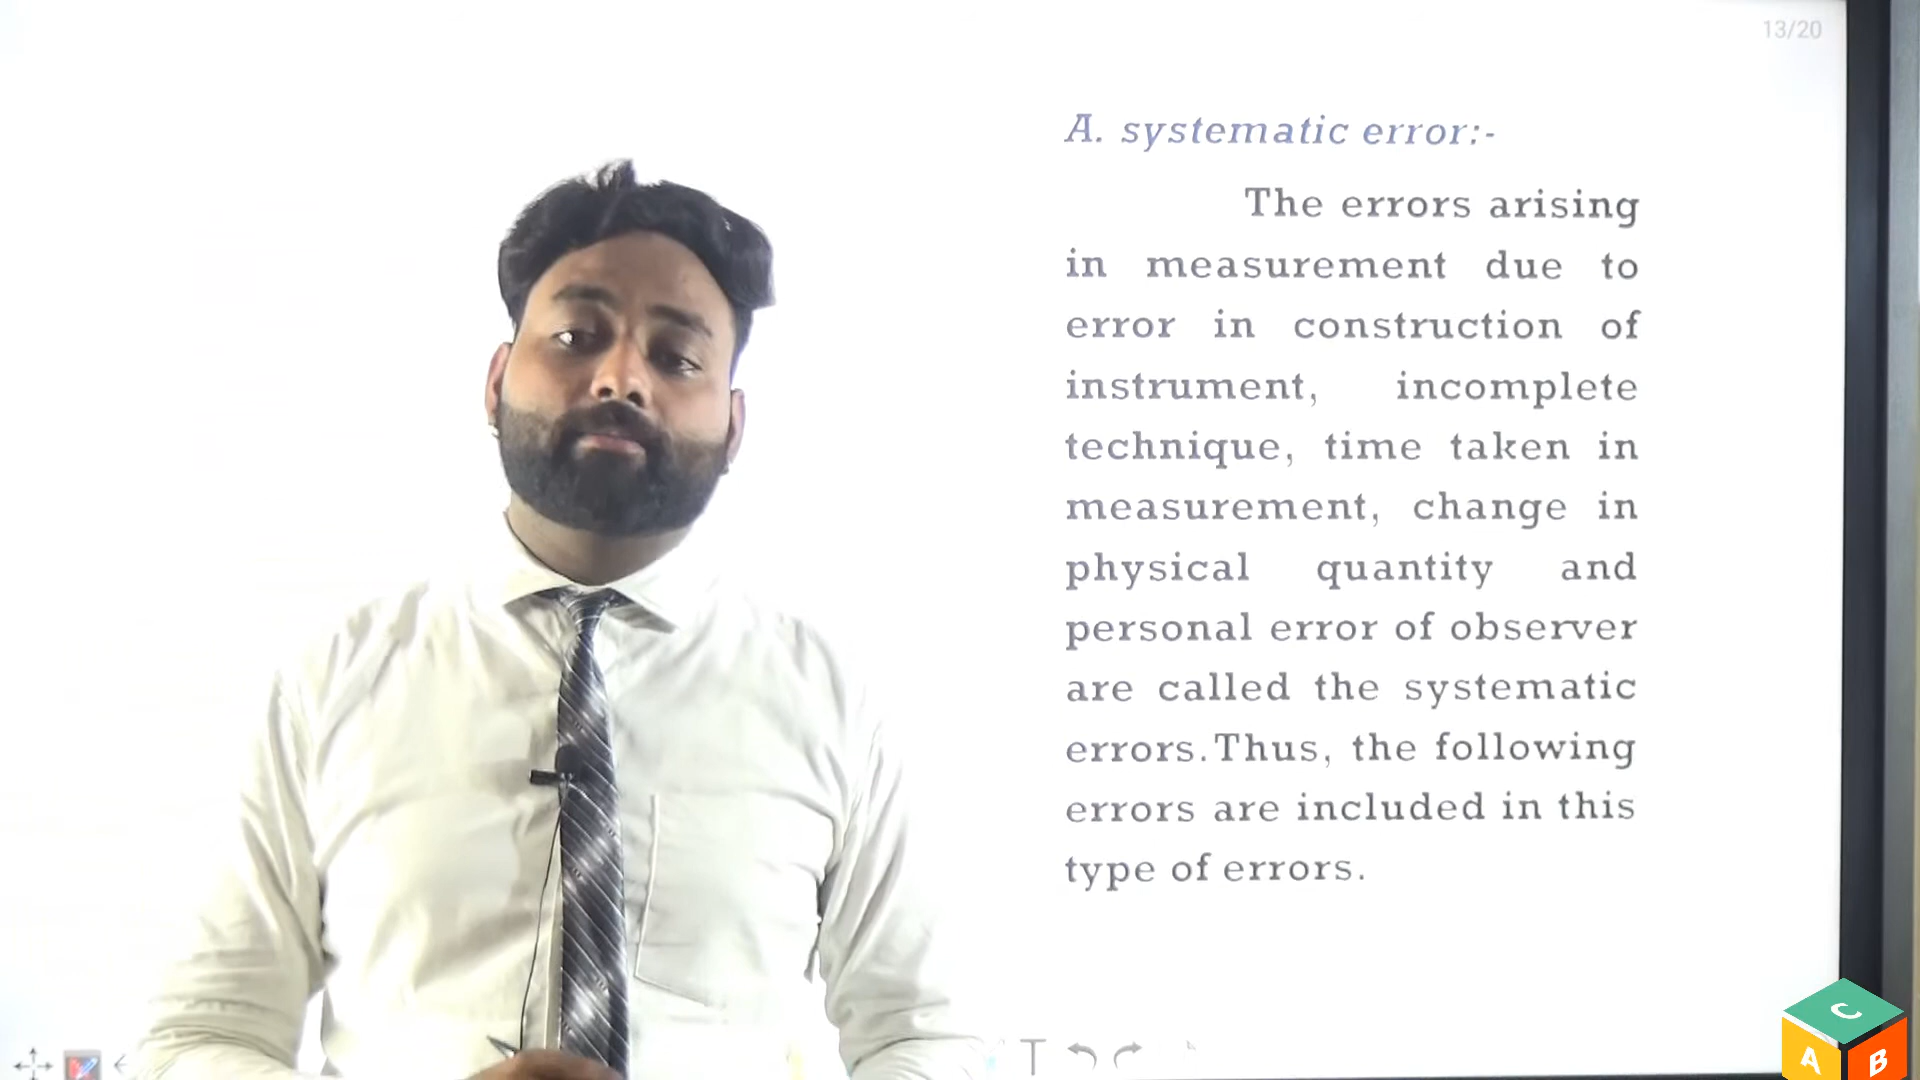 13/20
A. systematic error:-
The errors arising
in measurement due to
error in construction of
instrument, incomplete
technique, time taken in
measurement, change in
physical quantity and
personal error of observer
are called the systematic
errors.Thus, the following
errors are included in this
type of errors.
T
C
A B